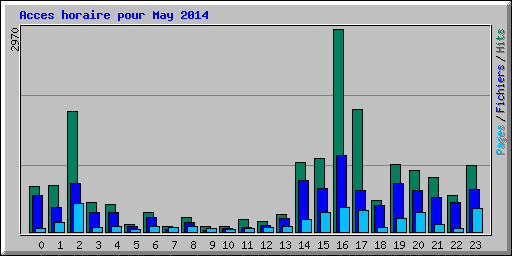 Acces horaire pour May 2014
2970
Pages/Fichiers/Hits
0 1 2 3 4 5 6 7 8 9 10 11 12 13 14 15 16 17 18 19 20 21 22 23